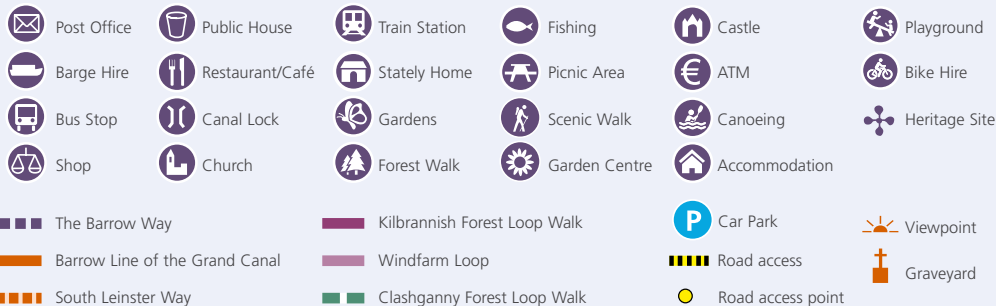 Post Office
Public House
Train Station
Fishing
Castle
Playground
Barge Hire
Restaurant/Café
Stately Home
Picnic Area
€
ATM
Bike Hire
Bus Stop
Canal Lock
Gardens
Scenic Walk
Canoeing
Heritage Site
Shop
Church
Forest Walk
Garden Centre
Accommodation
The Barrow Way
Kilbrannish Forest Loop Walk
P
Car Park
Viewpoint
Barrow Line of the Grand Canal
Windfarm Loop
Road access
Graveyard
South Leinster Way
Clashganny Forest Loop Walk
Road access point